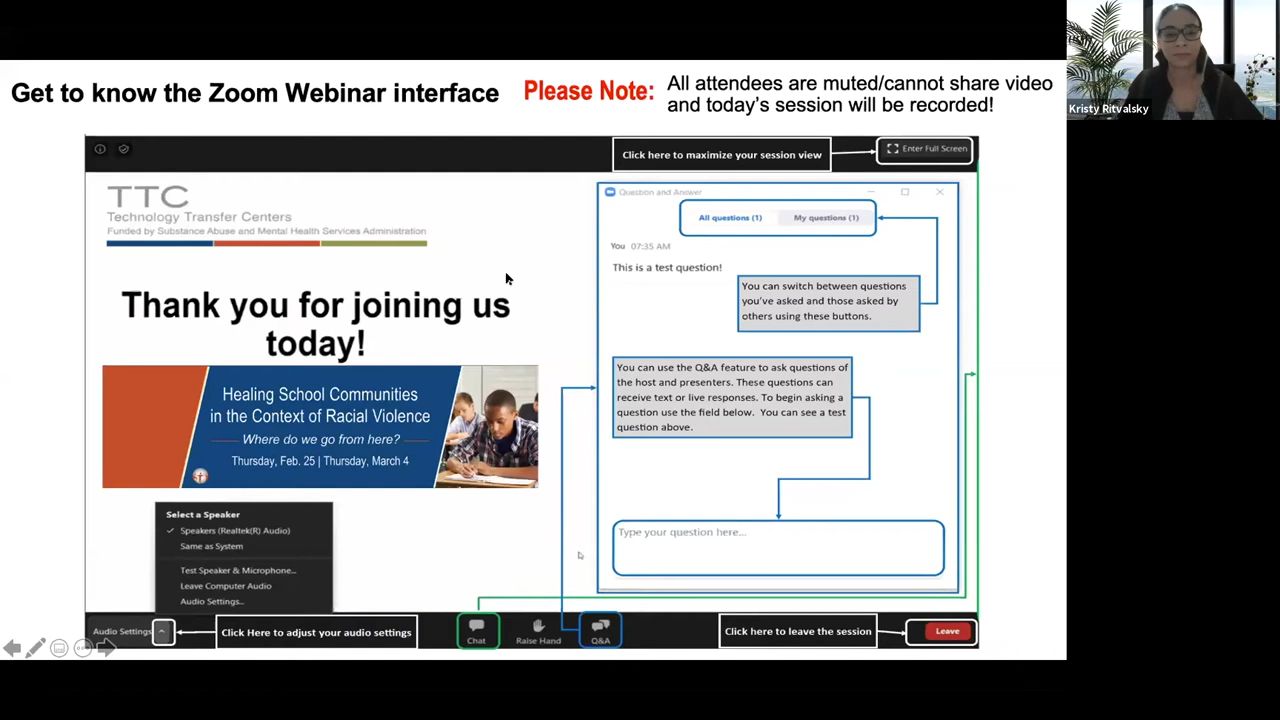 Get to know the Zoom Webinar interface
Please Note:
All attendees are muted/cannot share video
and today's session will be recorded!
Kristy Ritvalsky
Click here to maximize your session view
Enter Full Screen
TTC
Technology Transfer Centers
Funded by Substance Abuse and Mental Health Services Administration
Thank you for joining us
today!
Healing School Communities
in the Context of Racial Violence
Where do we go from here?
Thursday, Feb. 25 | Thursday, March 4
Question and Answer
All questions (1)
My questions (1)
You 07:35 AM
This is a test question!
You can switch between questions
you've asked and those asked by
others using these buttons.
You can use the Q&A feature to ask questions of
the host and presenters. These questions can
receive text or live responses. To begin asking a
question use the field below. You can see a test
question above.
Type your question here...
Select a Speaker
Speakers (Realtek(R) Audio)
Same as System
Test Speaker & Microphone...
Leave Computer Audio
Audio Settings...
Audio Settings
Click Here to adjust your audio settings
Chat
Raise Hand
Q&A
Click here to leave the session
Leave